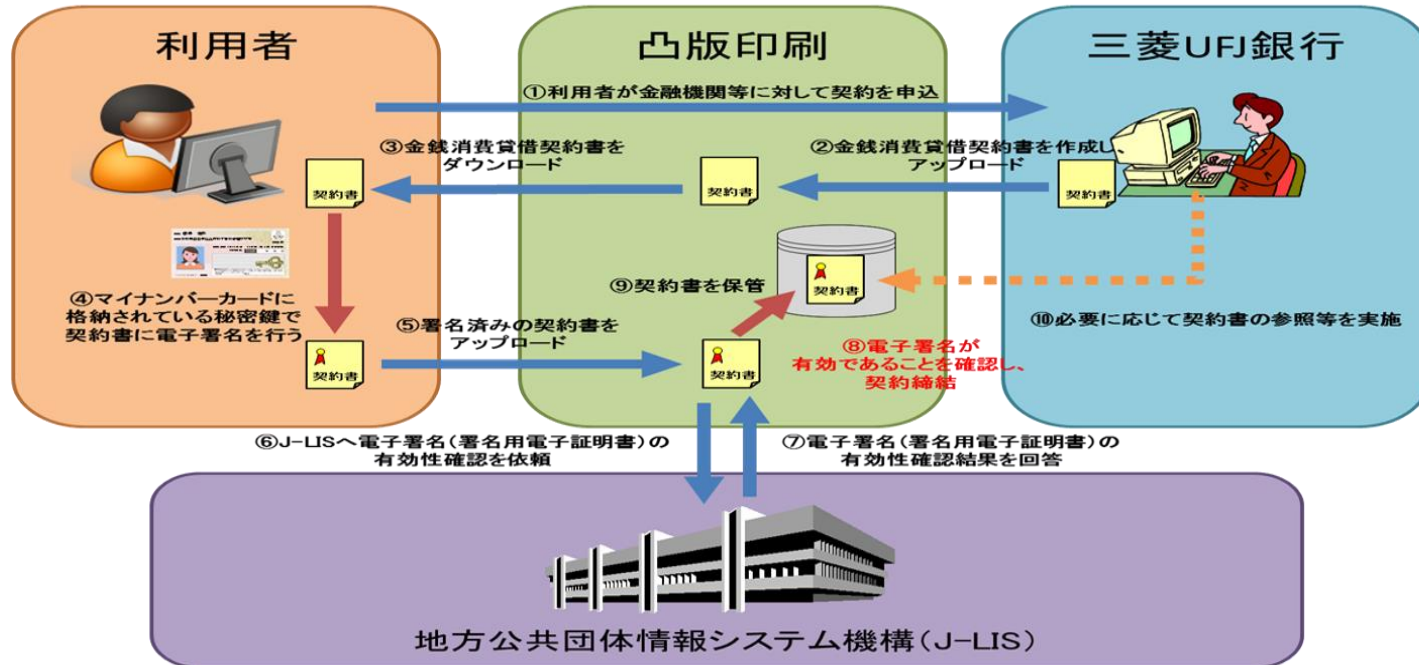 利用者
凸版印刷
三菱UFJ銀行
①利用者が金融機関等に対して契約を申込
③金銭消費貸借契約書を
ダウンロード
②金銭消費貸借契約書を作成し
アップロード
契約書
契約書
契約書
④マイナンバーカードに
格納されている秘密鍵で
契約書に電子署名を行う
契約書
⑤署名済みの契約書を
アップロード
契約書
⑨契約書を保管
契約書
⑧電子署名が
有効であることを確認し、
契約締結
⑩必要に応じて契約書の参照等を実施
⑥J-LISへ電子署名(署名用電子証明書)の
有効性確認を依頼
⑦電子署名(署名用電子証明書)の
有効性確認結果を回答
地方公共団体情報システム機構(J-LIS)